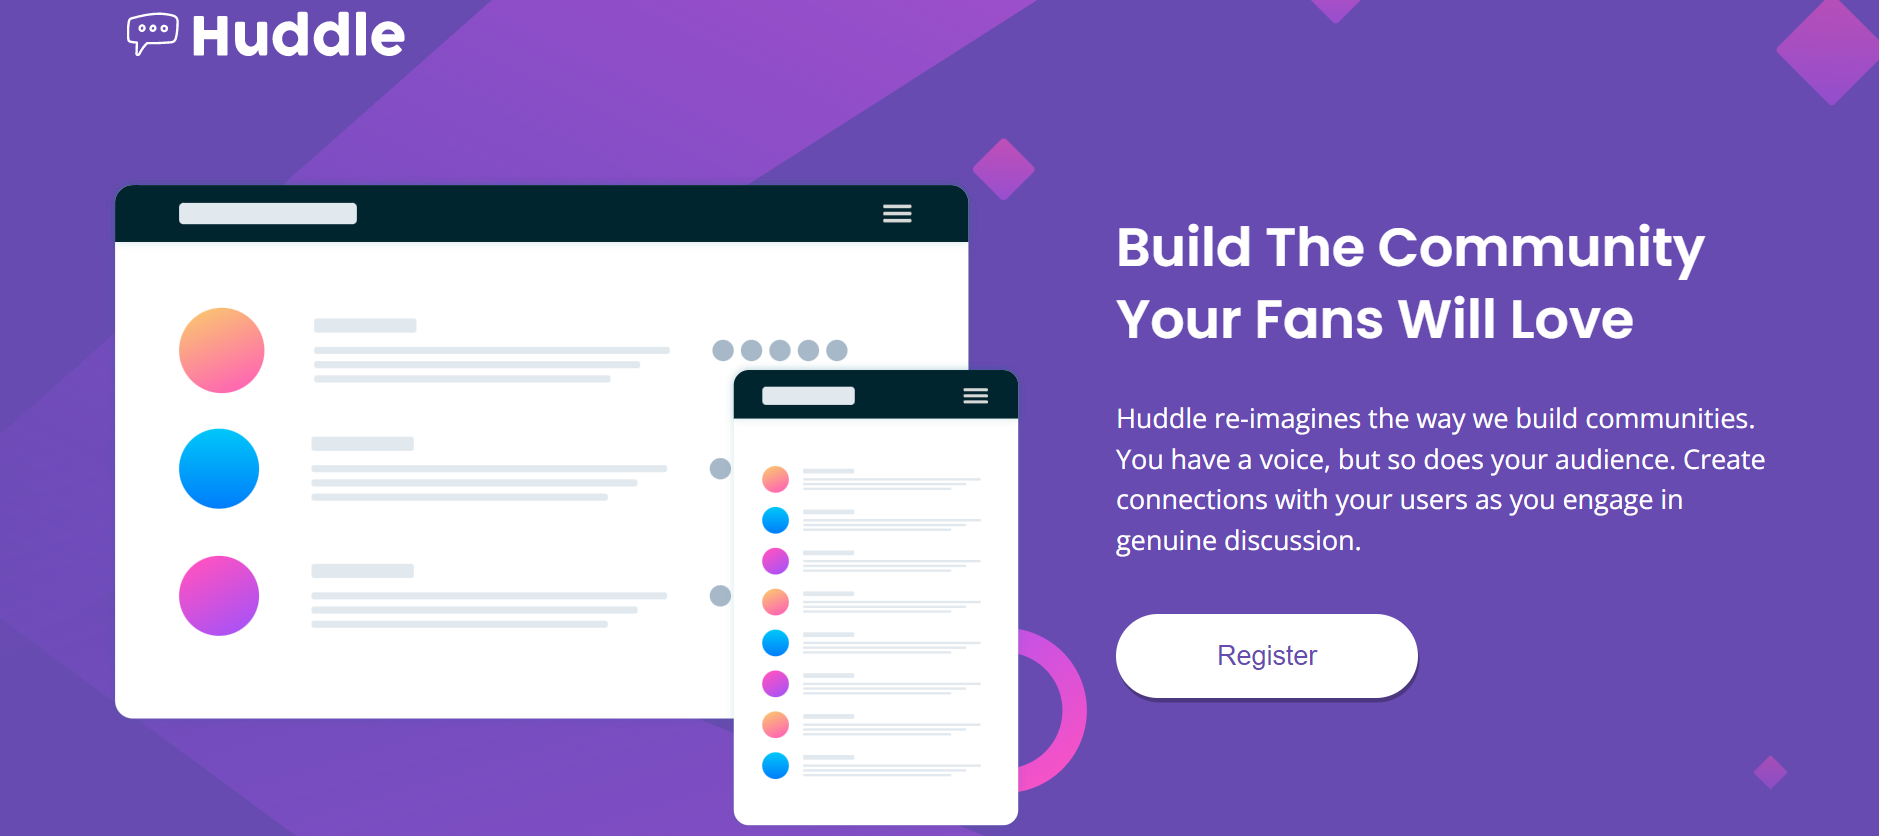 Huddle
Build The Community
Your Fans Will Love
Huddle re-imagines the way we build communities.
You have a voice, but so does your audience. Create
connections with your users as you engage in
genuine discussion.
Register